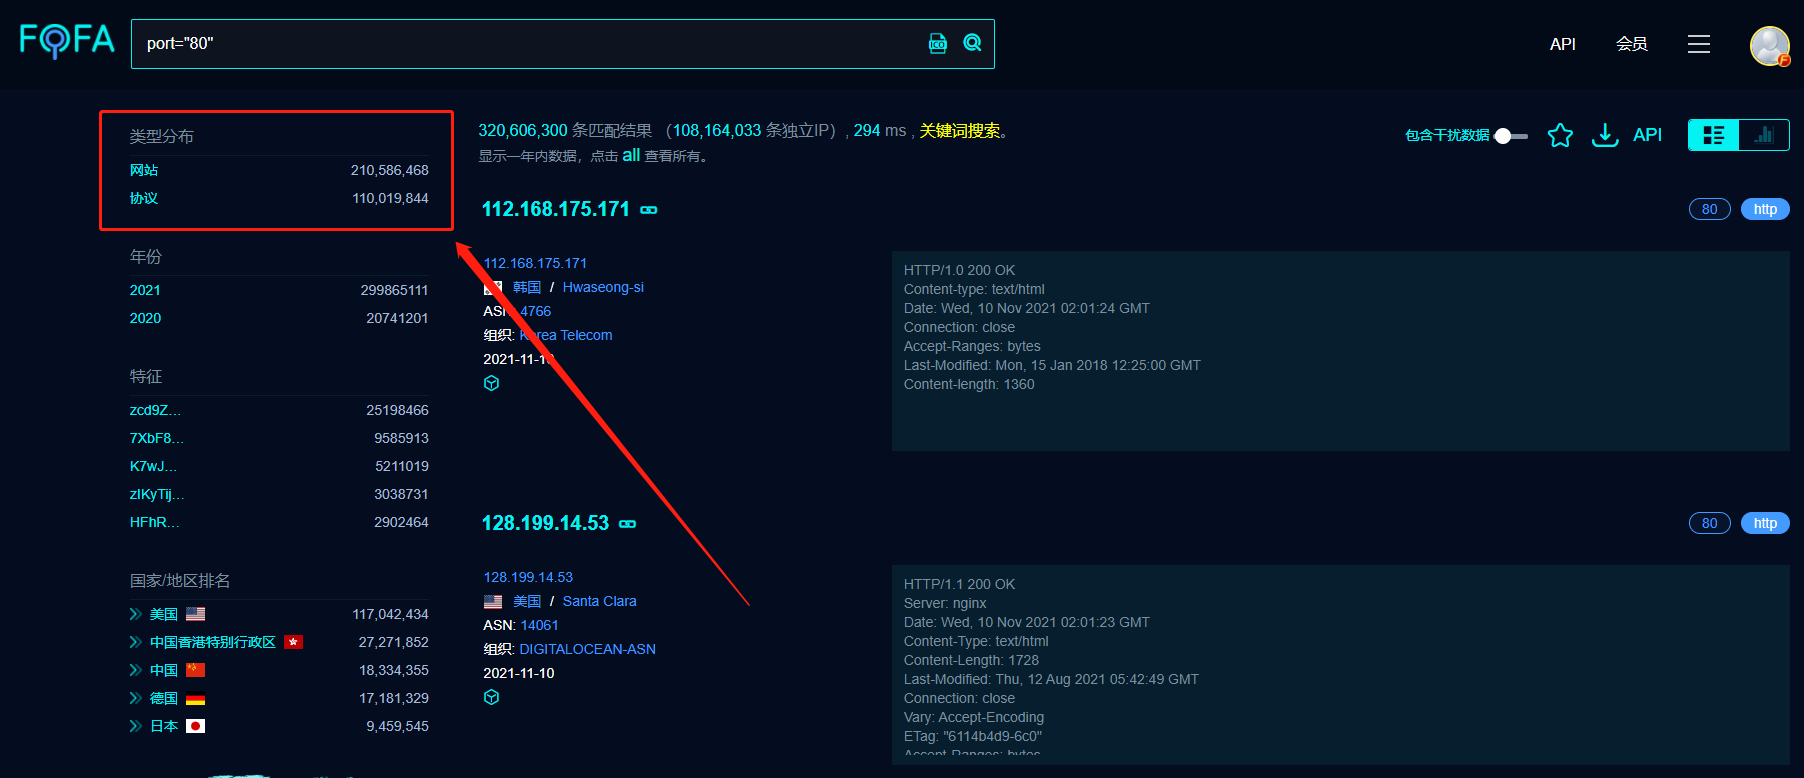 FOFA
port="80"
ICO
API
会员
F
类型分布
网站 210,586,468
协议 110,019,844
年份
2021 299865111
2020 20741201
特征
zcd9Z... 25198466
7XbF8... 9585913
K7wJ... 5211019
zIKyTij... 3038731
HFhR... 2902464
国家/地区排名
美国 117,042,434
中国香港特别行政区 27,271,852
中国 18,334,355
德国 17,181,329
日本 9,459,545
320,606,300 条匹配结果 （108,164,033 条独立IP）, 294 ms , 关键词搜索。
显示一年内数据，点击 all 查看所有。
包含干扰数据
API
112.168.175.171
80 http
112.168.175.171
韩国 / Hwaseong-si
ASN: 4766
组织: Korea Telecom
2021-11-10
HTTP/1.0 200 OK
Content-type: text/html
Date: Wed, 10 Nov 2021 02:01:24 GMT
Connection: close
Accept-Ranges: bytes
Last-Modified: Mon, 15 Jan 2018 12:25:00 GMT
Content-length: 1360
128.199.14.53
80 http
128.199.14.53
美国 / Santa Clara
ASN: 14061
组织: DIGITALOCEAN-ASN
2021-11-10
HTTP/1.1 200 OK
Server: nginx
Date: Wed, 10 Nov 2021 02:01:23 GMT
Content-Type: text/html
Content-Length: 1728
Last-Modified: Thu, 12 Aug 2021 05:42:49 GMT
Connection: close
Vary: Accept-Encoding
ETag: "6114b4d9-6c0"
Accept-Ranges: bytes